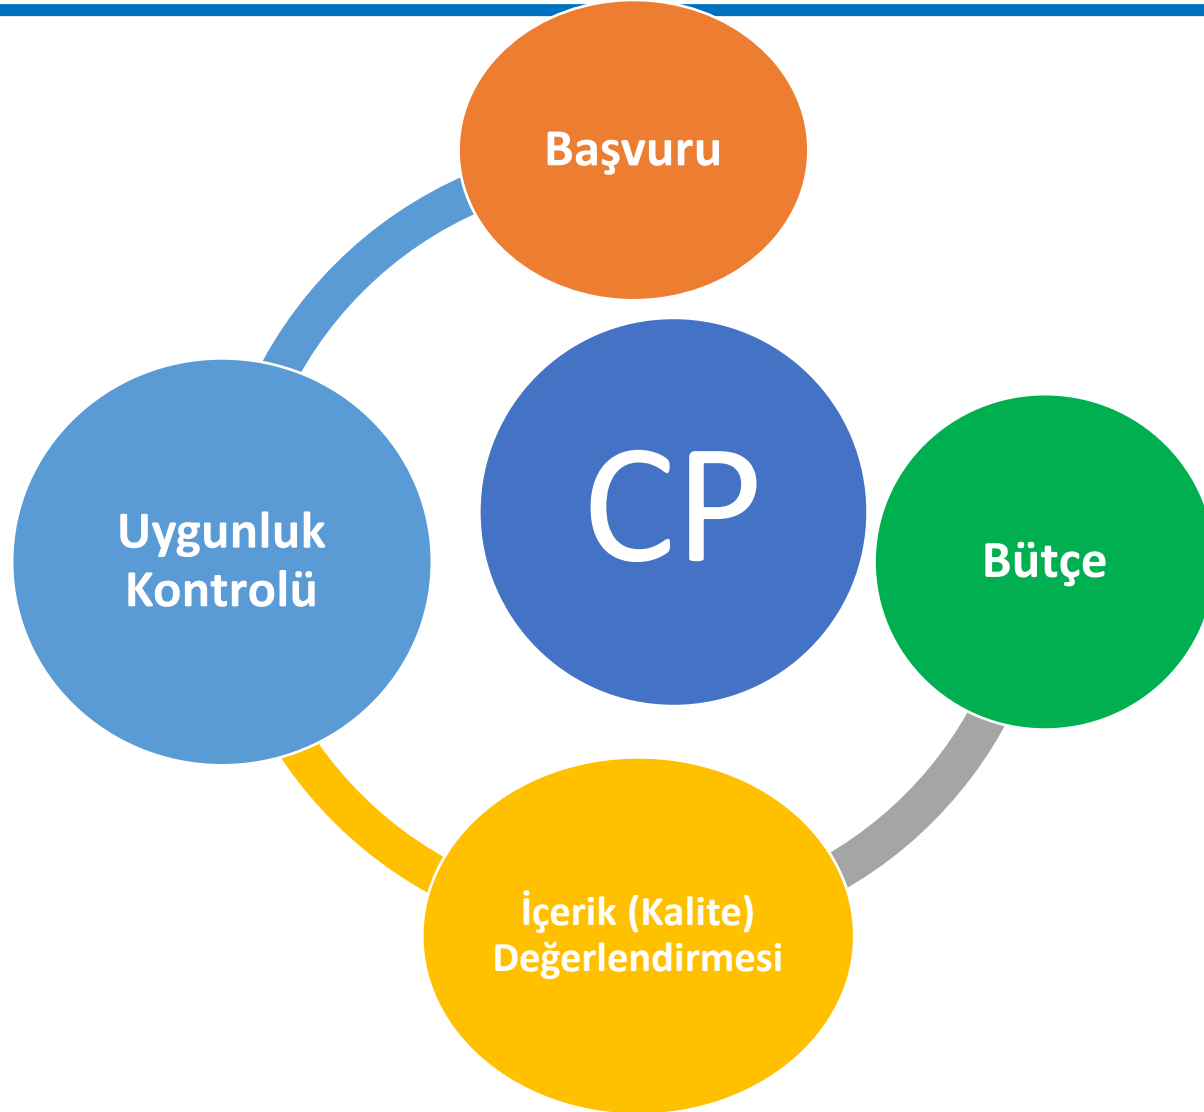 Başvuru
CP
Uygunluk
Kontrolü
Bütçe
İçerik (Kalite)
Değerlendirmesi